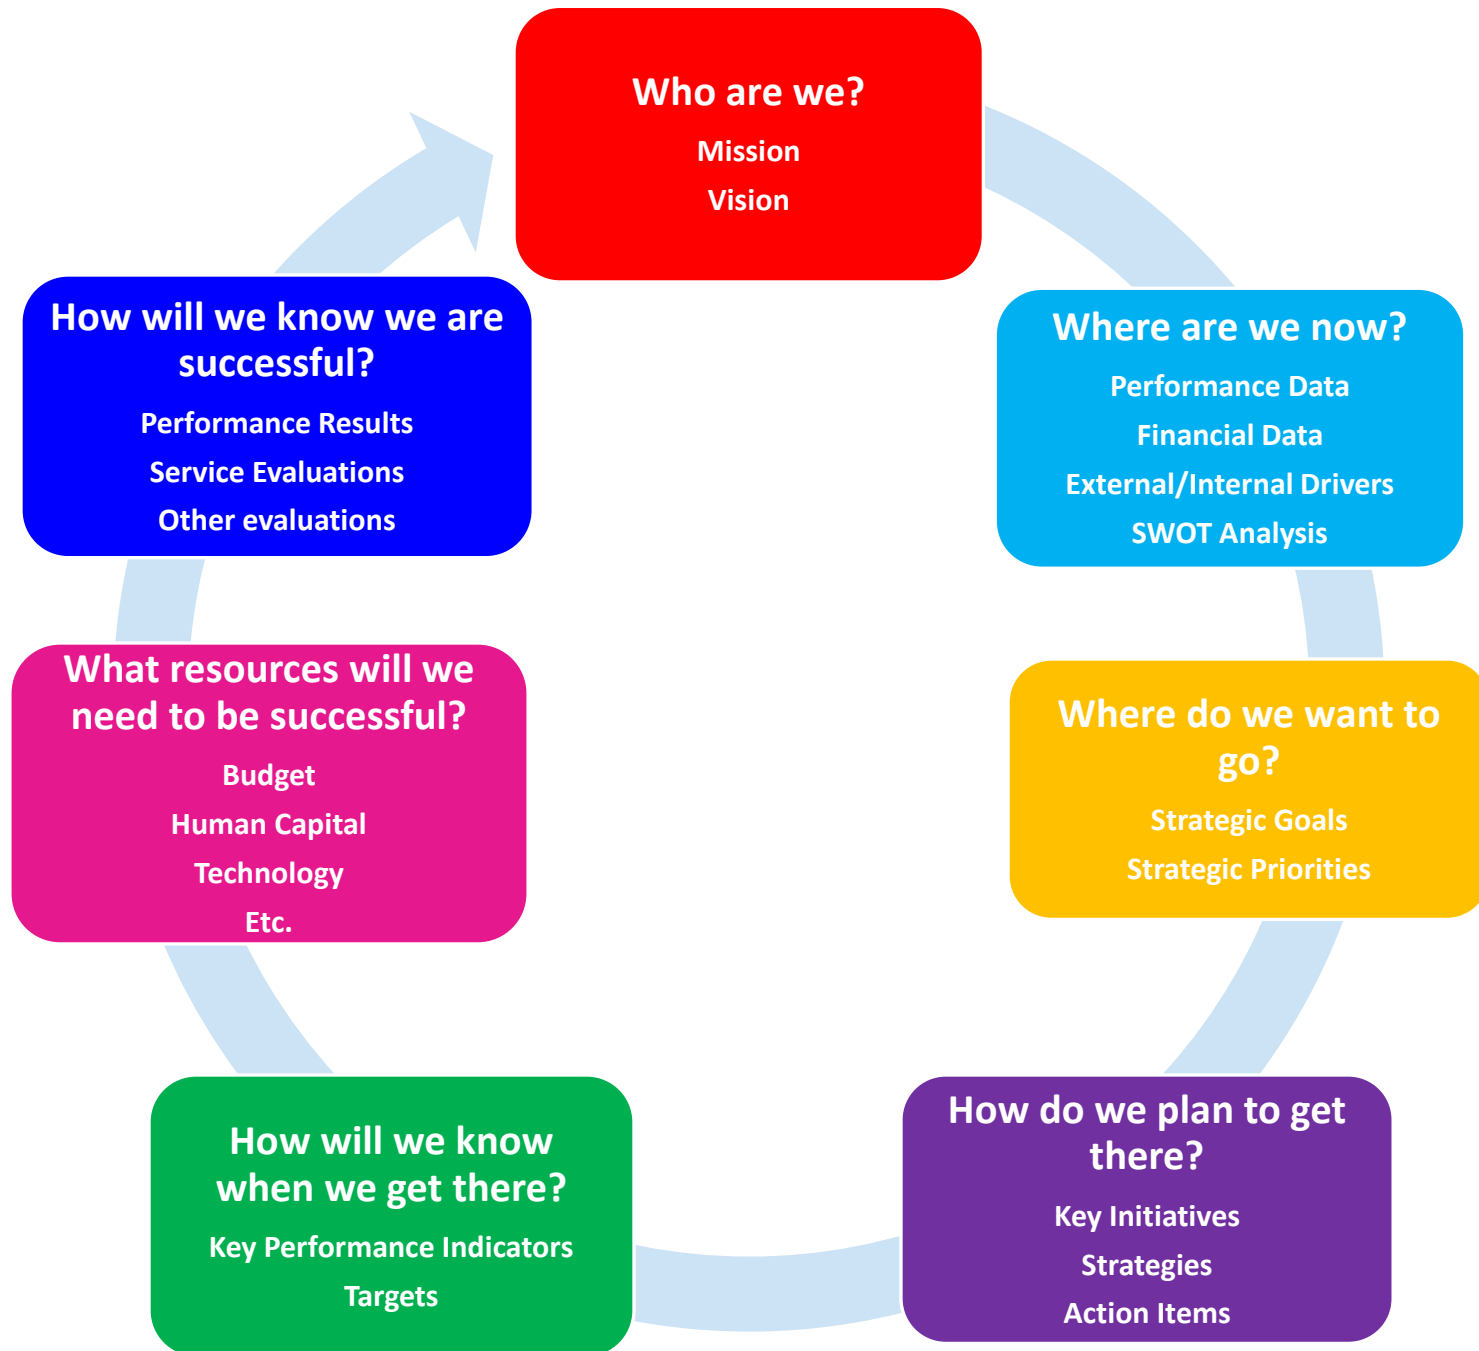 Who are we?
Mission
Vision
Where are we now?
Performance Data
Financial Data
External/Internal Drivers
SWOT Analysis
Where do we want to
go?
Strategic Goals
Strategic Priorities
How do we plan to get
there?
Key Initiatives
Strategies
Action Items
How will we know
when we get there?
Key Performance Indicators
Targets
What resources will we
need to be successful?
Budget
Human Capital
Technology
Etc.
How will we know we are
successful?
Performance Results
Service Evaluations
Other evaluations